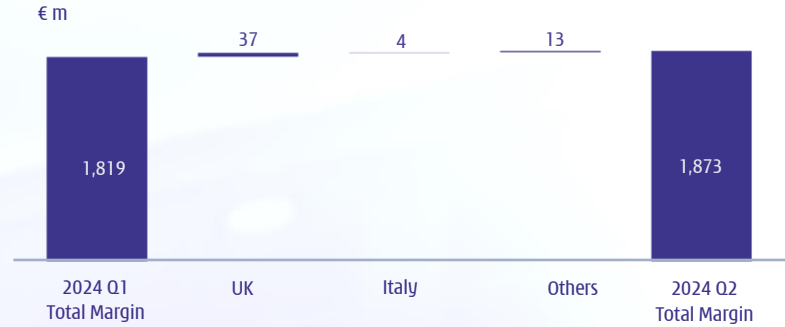 € m
37
4
13
1,819
1,873
2024 Q1
Total Margin
UK
Italy
Others
2024 Q2
Total Margin